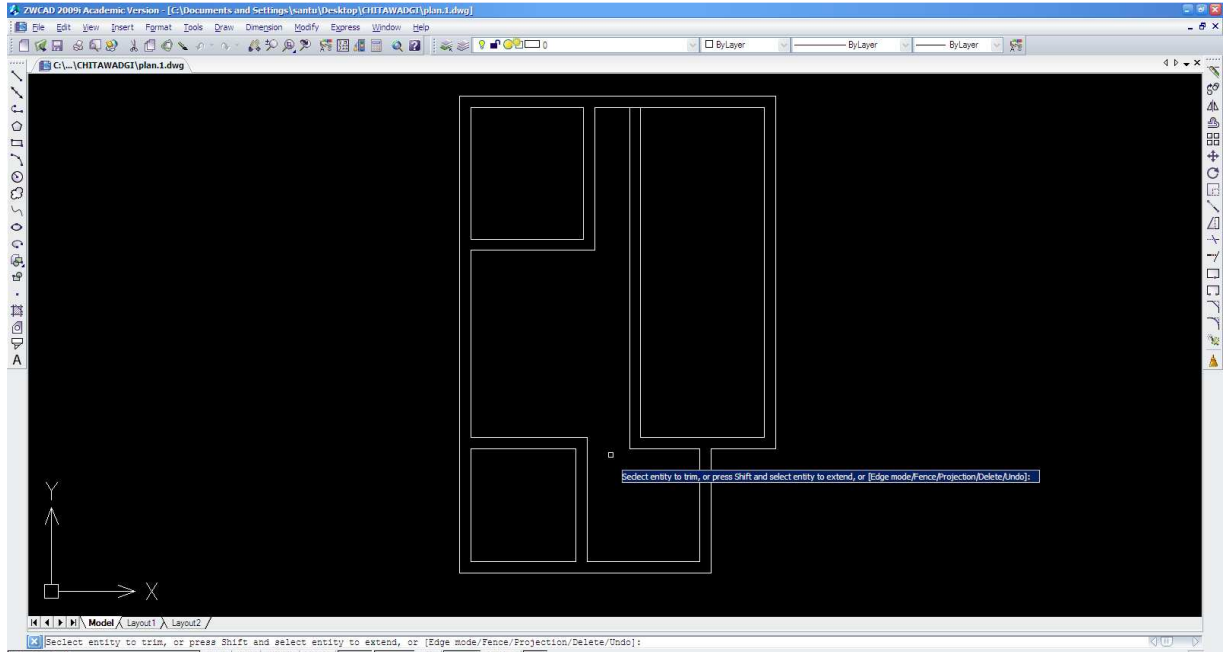 ZWCAD 2009i Academic Version - [C:\Documents and Settings\santu\Desktop\CHITAWADGI\plan.1.dwg]
File Edit View Insert Format Tools Draw Dimension Modify Express Window Help
0 ByLayer ByLayer ByLayer
C:\...\CHITAWADGI\plan.1.dwg
A
Seclect entity to trim, or press Shift and select entity to extend, or [Edge mode/Fence/Projection/Delete/Undo]:
Y
X
Model Layout1 Layout2
Seclect entity to trim, or press Shift and select entity to extend, or [Edge mode/Fence/Projection/Delete/Undo]: